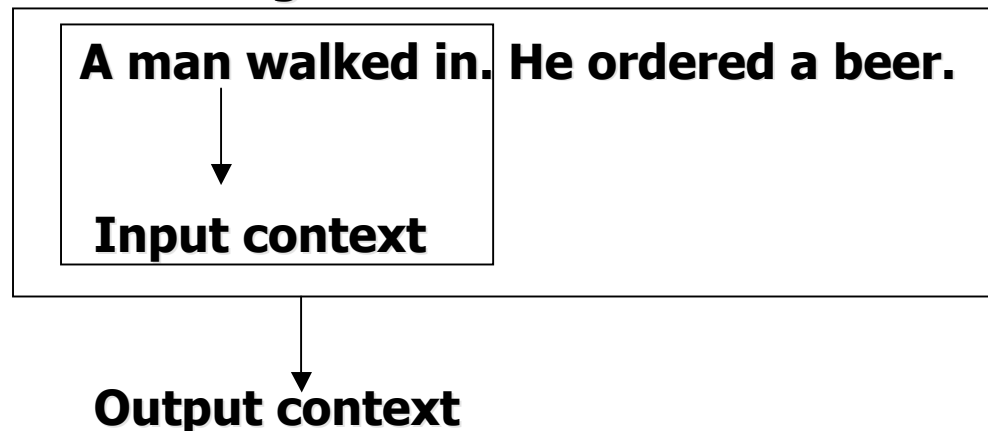 A man walked in. He ordered a beer.
Input context
Output context